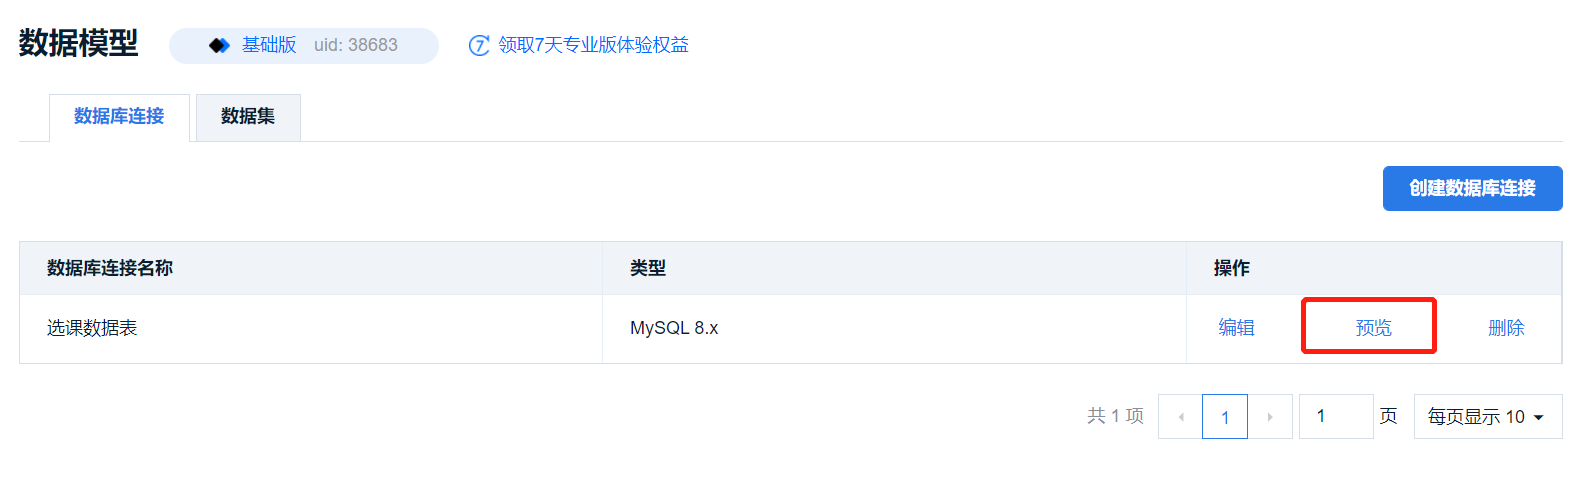 数据模型 基础版 uid: 38683 7 领取7天专业版体验权益
数据库连接 数据集
创建数据库连接
数据库连接名称 类型 操作
选课数据表 MySQL 8.x 编辑 预览 删除
共 1 项 1 1 页 每页显示 10